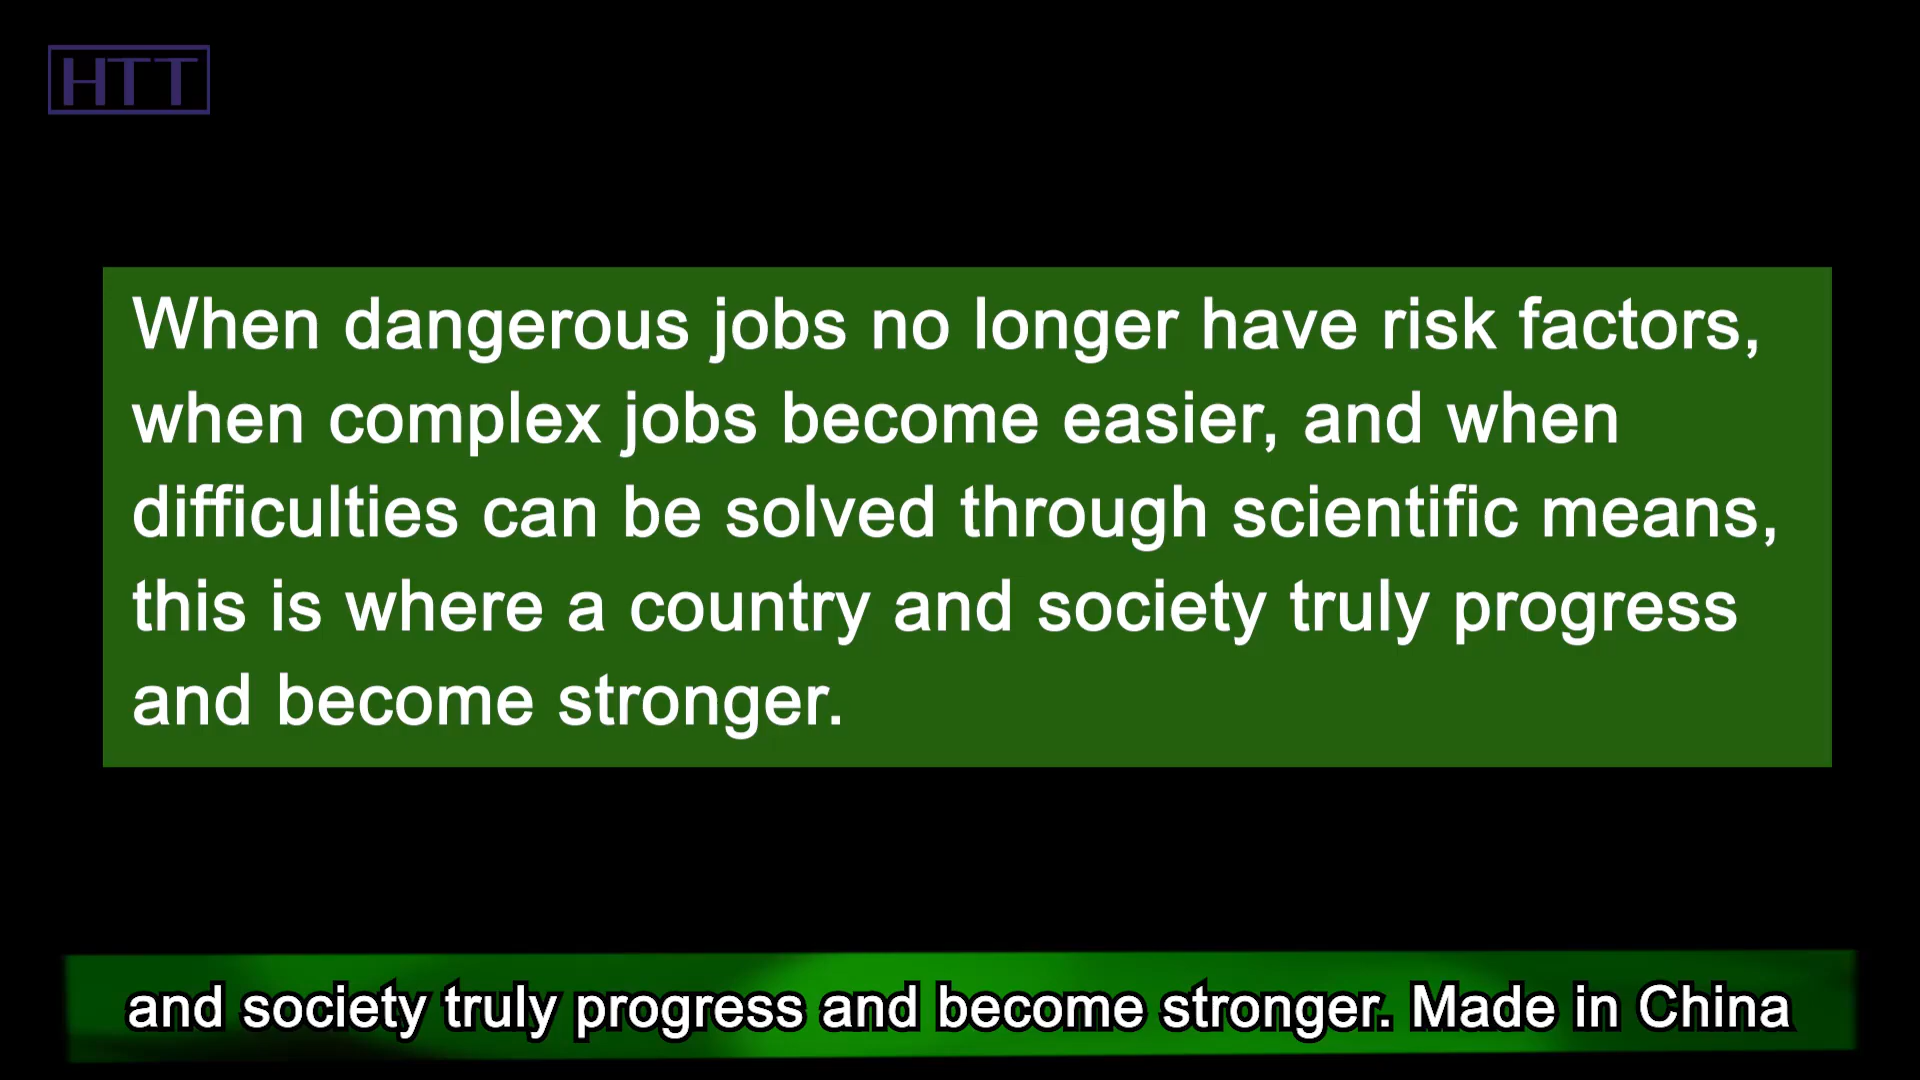 HTT
When dangerous jobs no longer have risk factors,
when complex jobs become easier, and when
difficulties can be solved through scientific means,
this is where a country and society truly progress
and become stronger.
and society truly progress and become stronger. Made in China